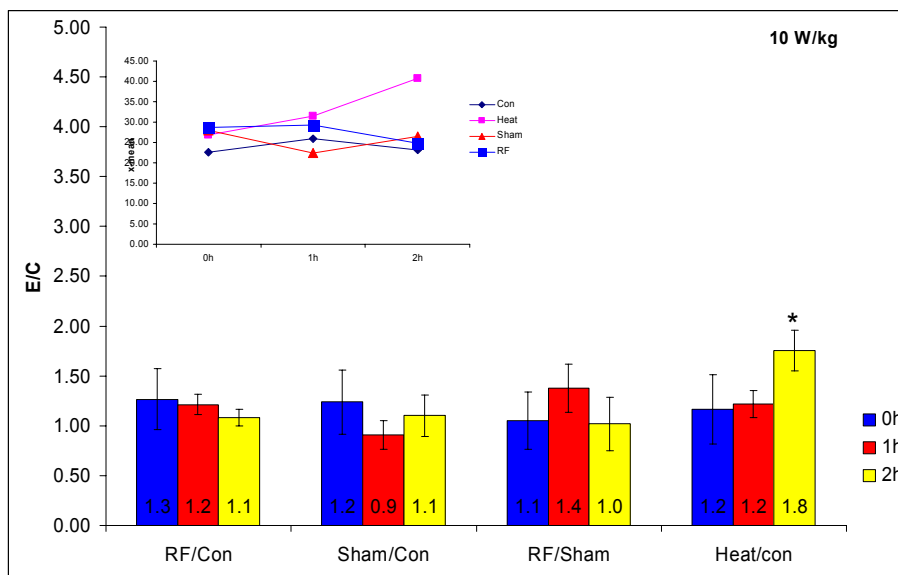 10 W/kg
E/C
5.00
4.50
4.00
3.50
3.00
2.50
2.00
1.50
1.00
0.50
0.00
x-mean
45.00
40.00
35.00
30.00
25.00
20.00
15.00
10.00
5.00
0.00
0h 1h 2h
Con
Heat
Sham
RF
*
1.3 1.2 1.1 1.2 0.9 1.1 1.1 1.4 1.0 1.2 1.2 1.8
RF/Con Sham/Con RF/Sham Heat/con
0h
1h
2h